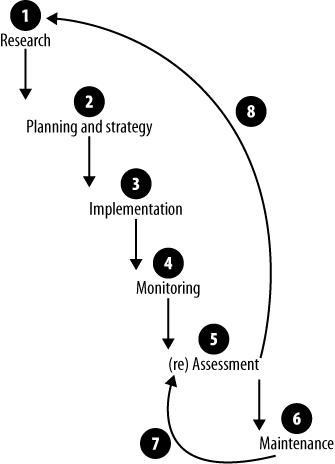 1
Research
2
Planning and strategy
3
Implementation
4
Monitoring
5
(re) Assessment
6
Maintenance
7
8